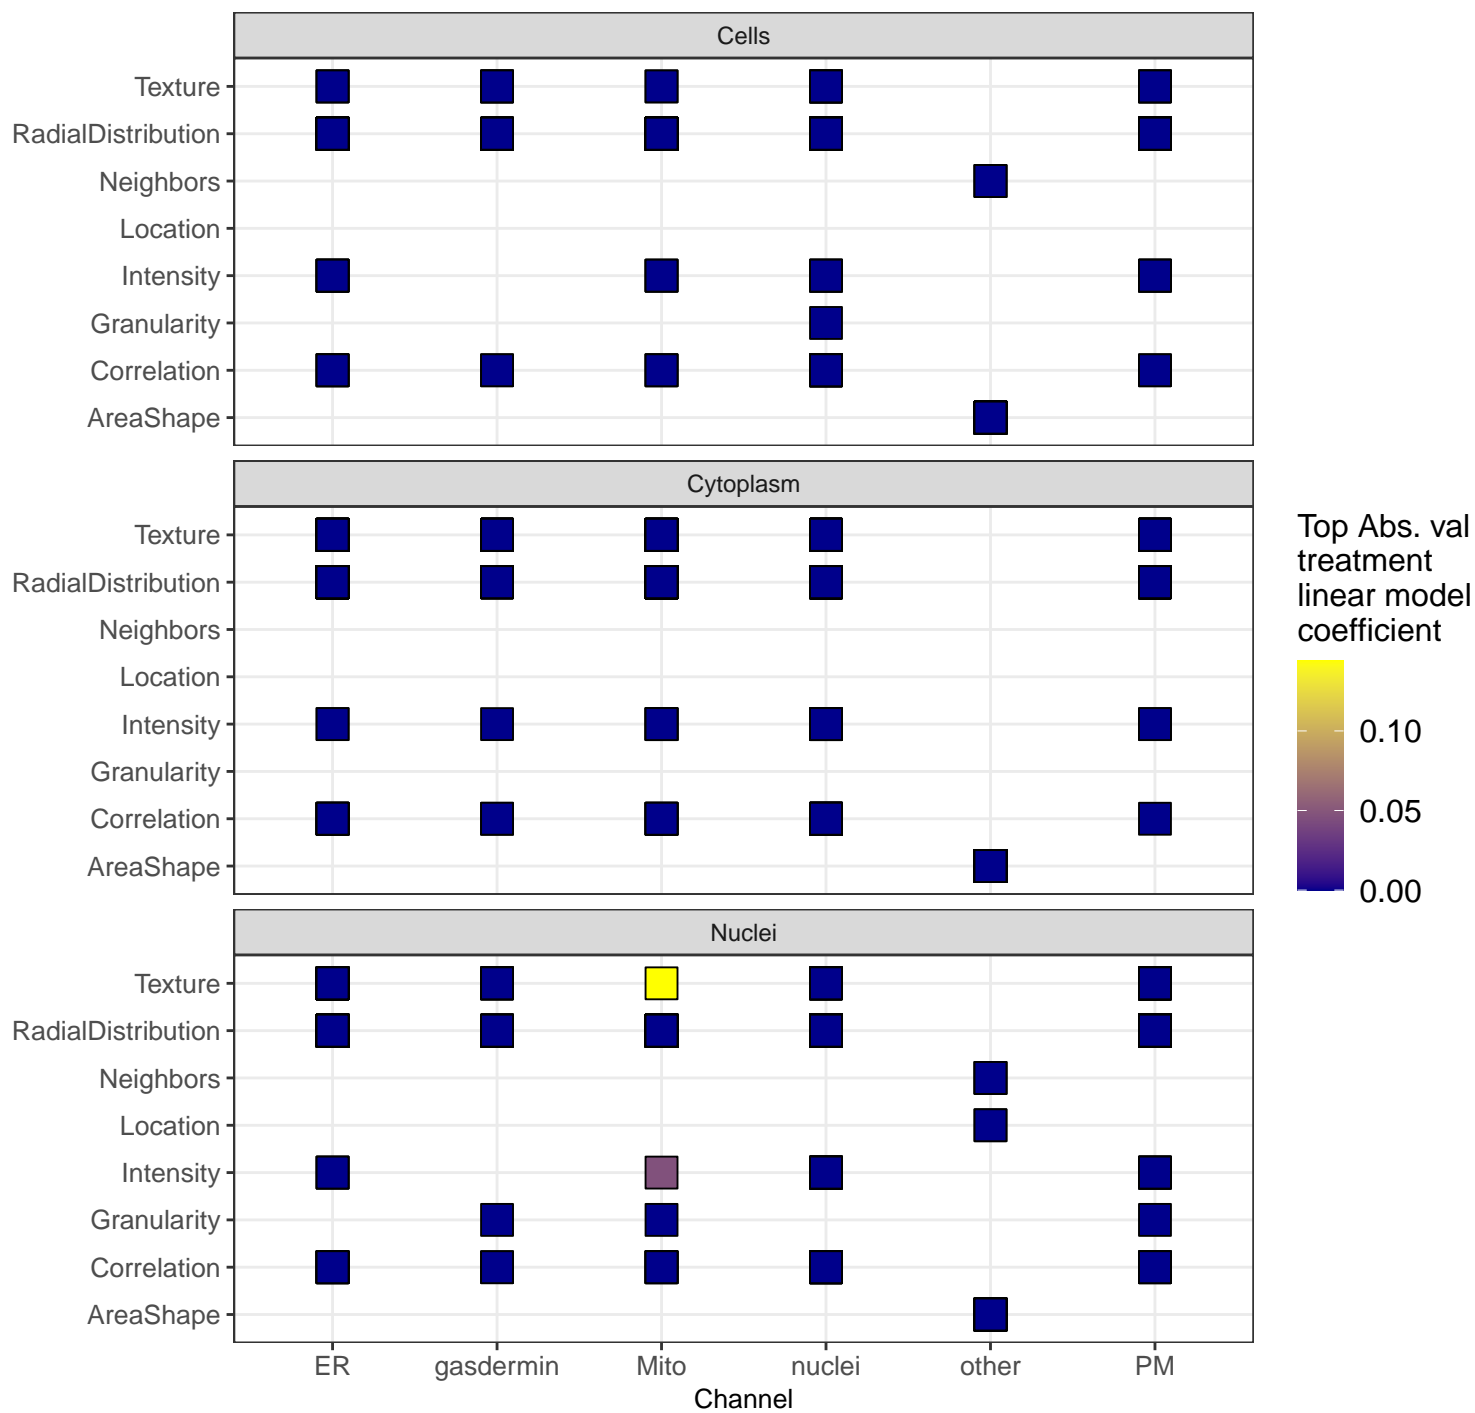 Cells
Texture
RadialDistribution
Neighbors
Location
Intensity
Granularity
Correlation
AreaShape
Cytoplasm
Texture
RadialDistribution
Neighbors
Location
Intensity
Granularity
Correlation
AreaShape
Nuclei
Texture
RadialDistribution
Neighbors
Location
Intensity
Granularity
Correlation
AreaShape
ER gasdermin Mito nuclei other PM
Channel
Top Abs. val
treatment
linear model
coefficient
0.10
0.05
0.00